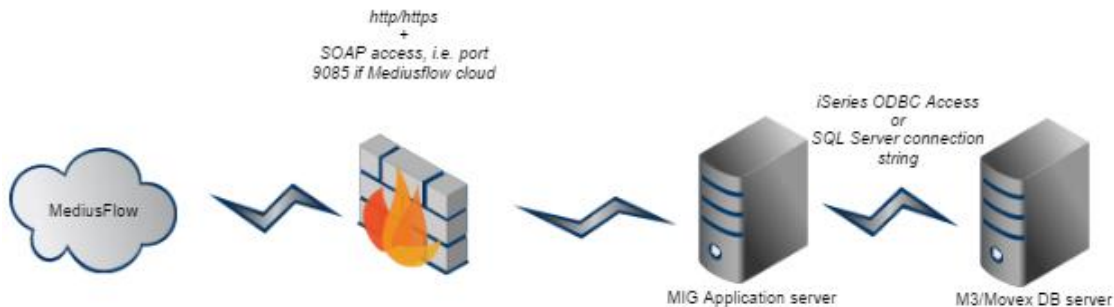 http/https
+
SOAP access, i.e. port
9085 if Mediusflow cloud
iSeries ODBC Access
or
SQL Server connection
string
MediusFlow
MIG Application server
M3/Movex DB server